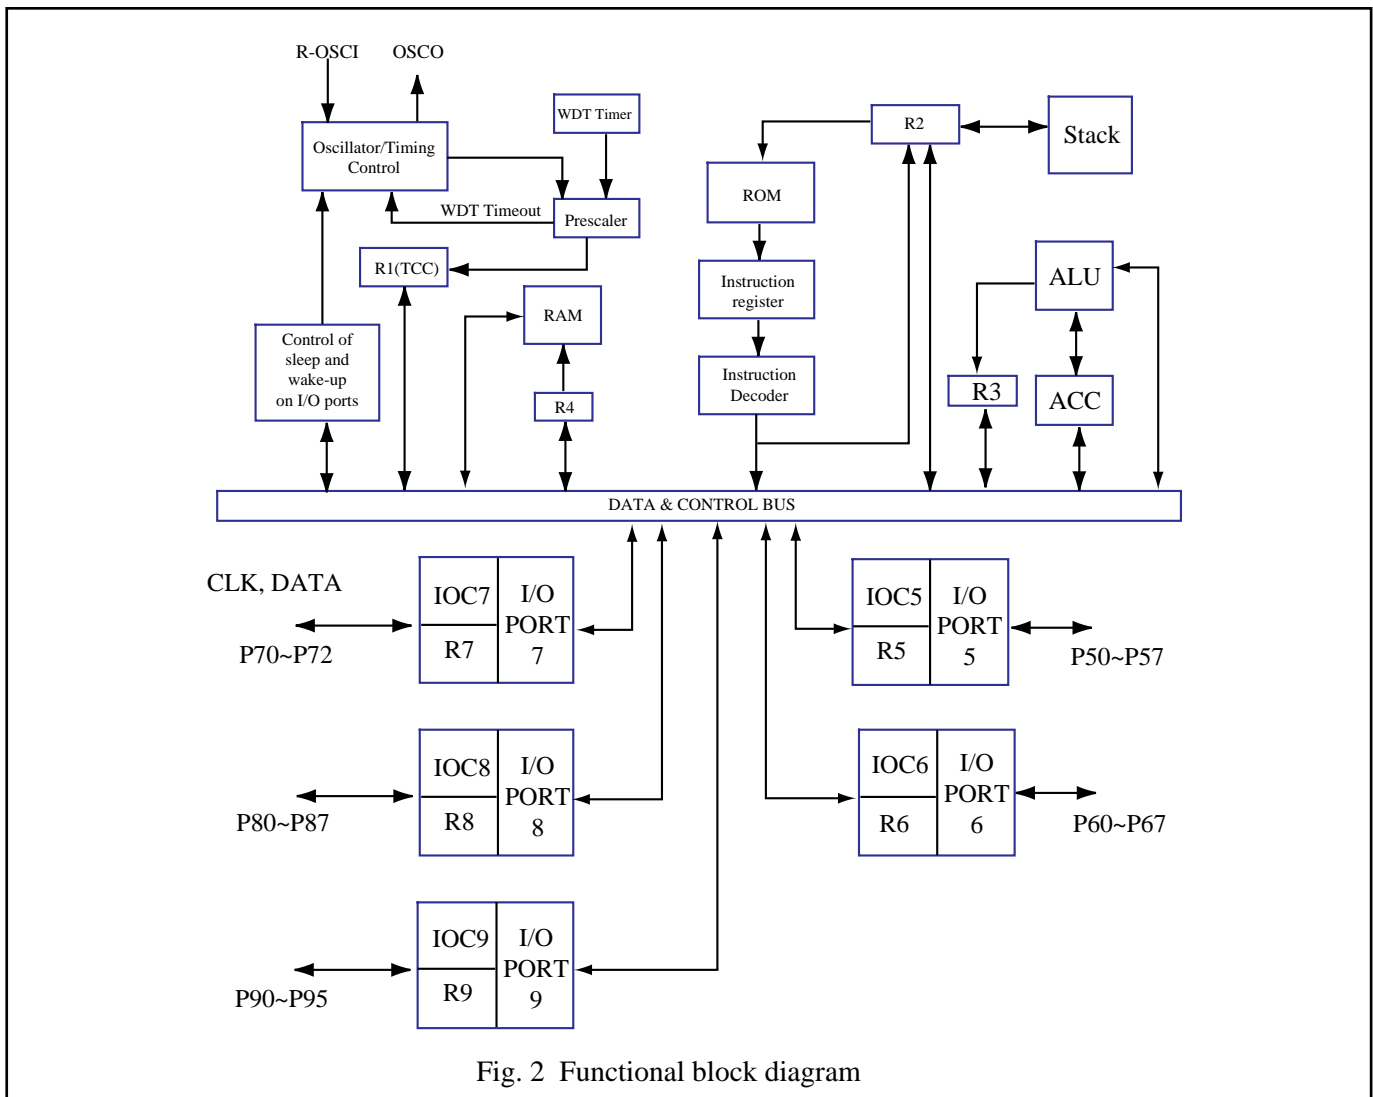 R-OSCI
OSCO
WDT Timer
R2
Stack
Oscillator/Timing
Control
ROM
WDT Timeout
Prescaler
R1(TCC)
Instruction
register
ALU
RAM
Control of
sleep and
wake-up
on I/O ports
Instruction
Decoder
R4
R3
ACC
DATA & CONTROL BUS
CLK, DATA
P70~P72
IOC7
R7
I/O
PORT
7
IOC5
R5
I/O
PORT
5
P50~P57
P80~P87
IOC8
R8
I/O
PORT
8
IOC6
R6
I/O
PORT
6
P60~P67
P90~P95
IOC9
R9
I/O
PORT
9
Fig. 2 Functional block diagram